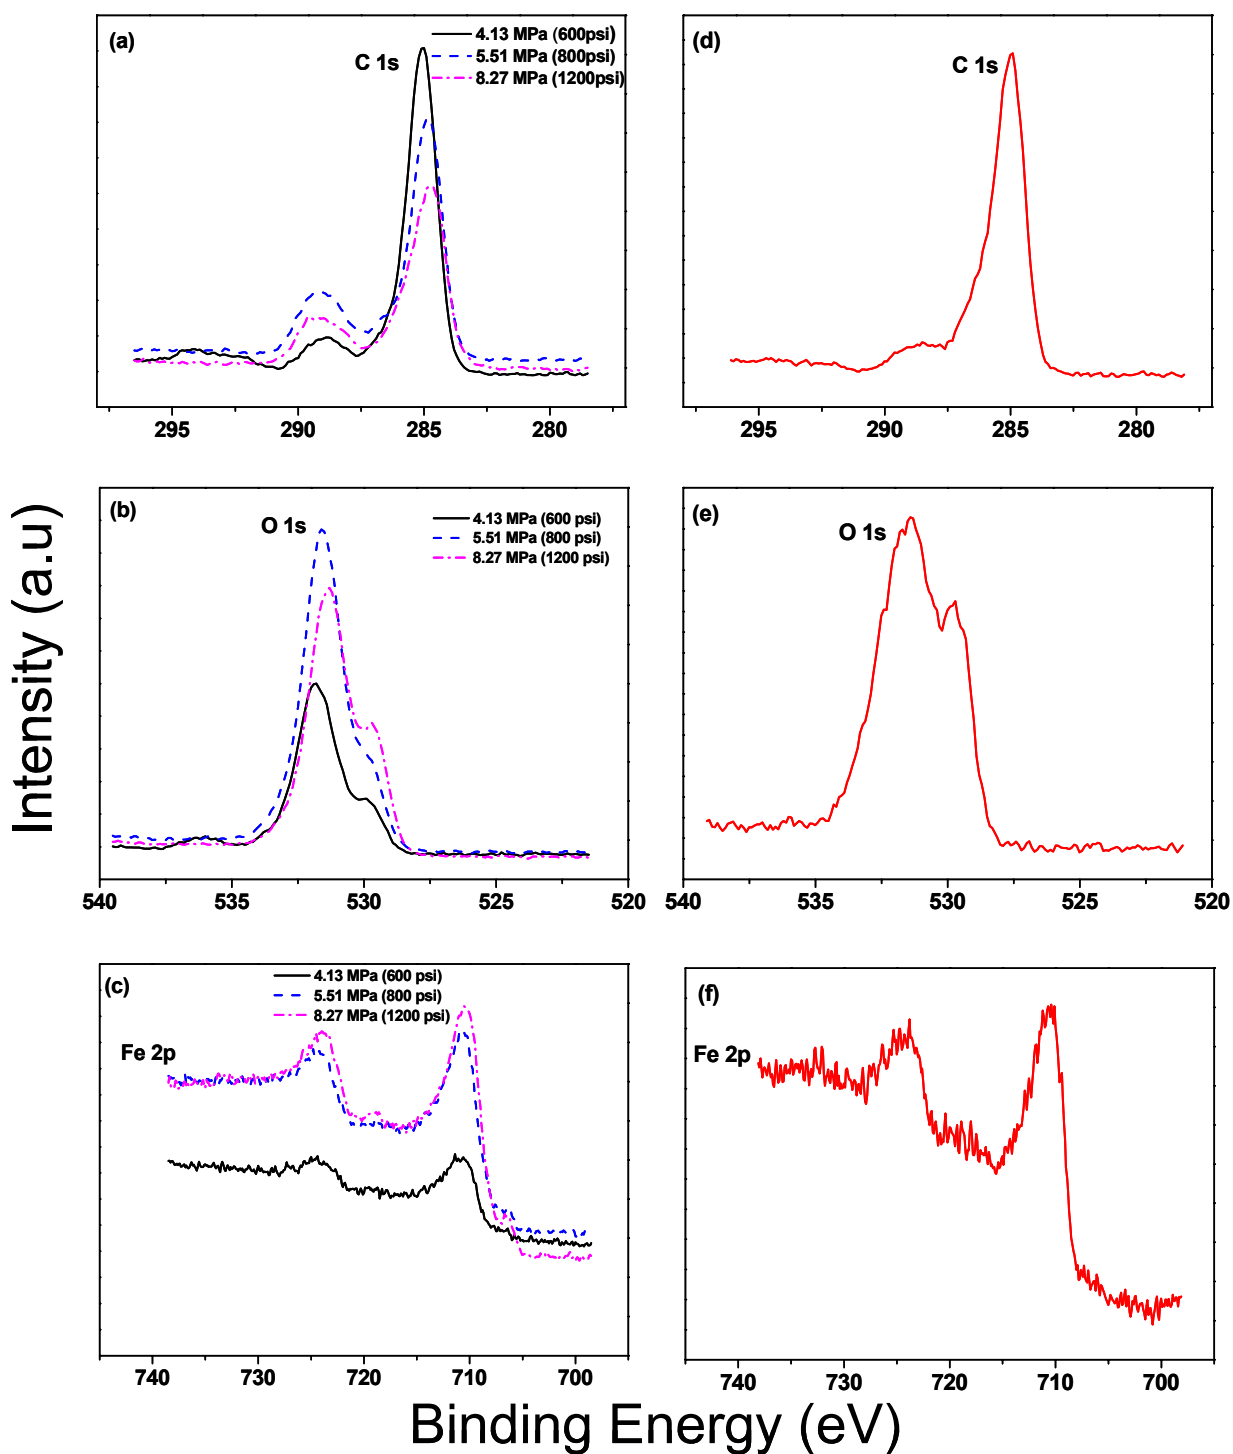 (a)
C 1s
4.13 MPa (600psi)
5.51 MPa (800psi)
8.27 MPa (1200psi)
295 290 285 280
(d)
C 1s
295 290 285 280
(b)
O 1s
4.13 MPa (600 psi)
5.51 MPa (800 psi)
8.27 MPa (1200 psi)
540 535 530 525 520
(e)
O 1s
540 535 530 525 520
(c)
4.13 MPa (600 psi)
5.51 MPa (800 psi)
8.27 MPa (1200 psi)
Fe 2p
740 730 720 710 700
(f)
Fe 2p
740 730 720 710 700
Intensity (a.u)
Binding Energy (eV)